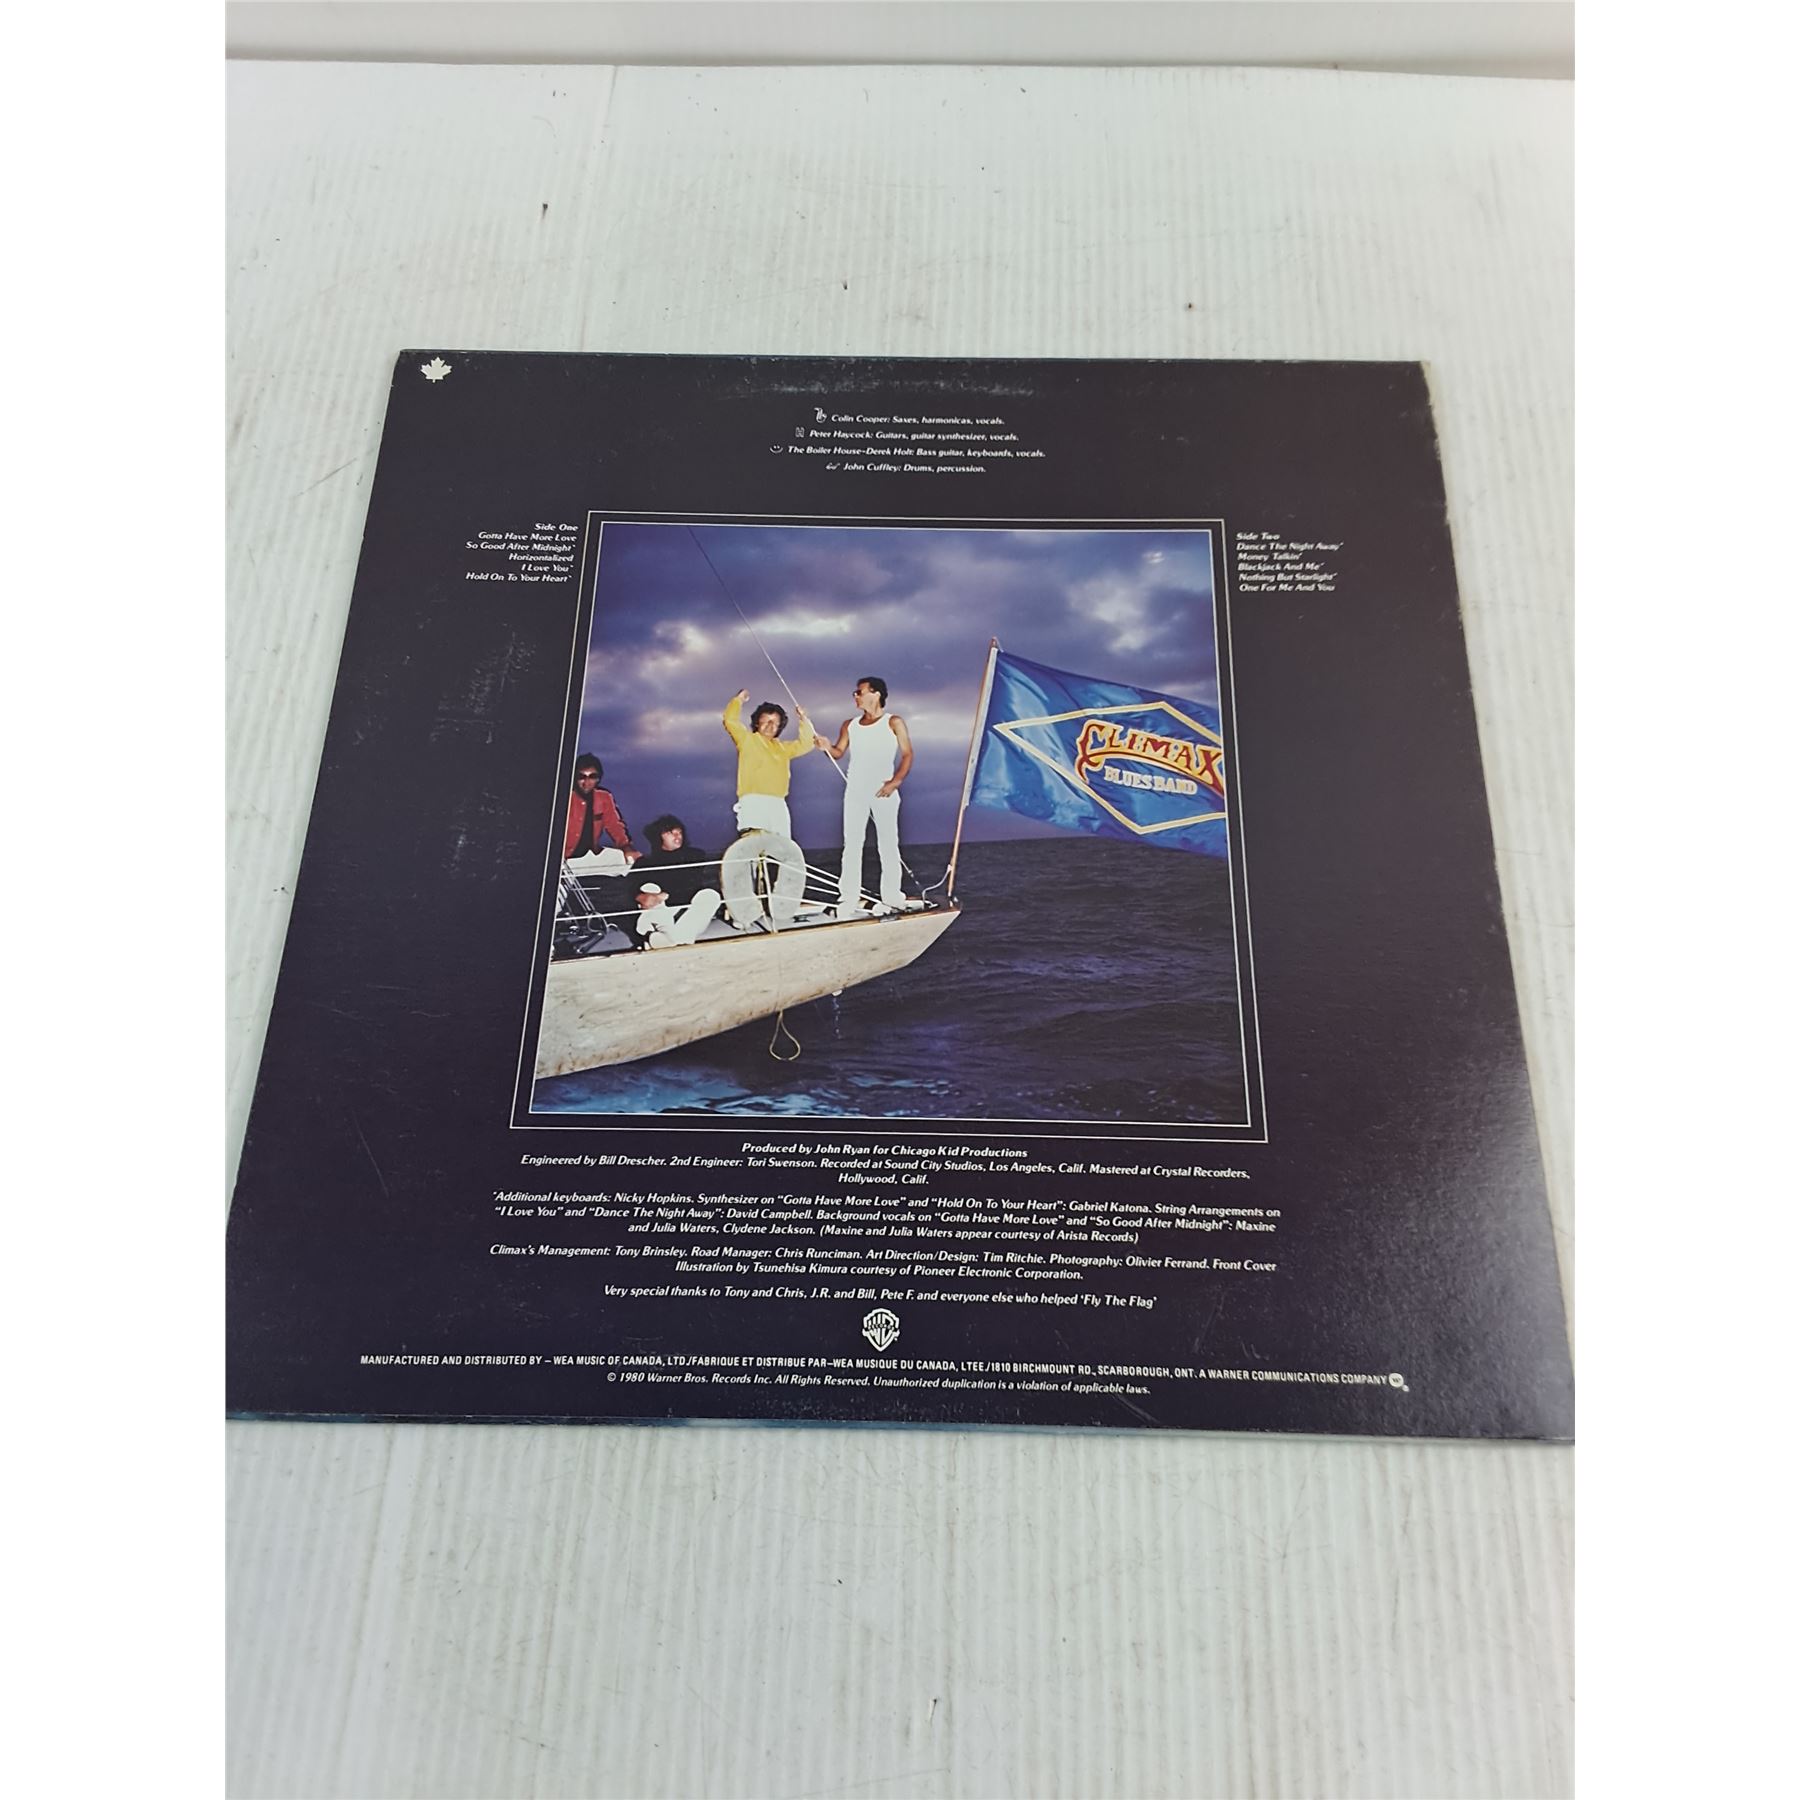 Colin Cooper: Saxes, harmonicas, vocals.
Peter Haycock: Guitars, guitar synthesizer, vocals.
The Boiler House–Derek Holt: Bass guitar, keyboards, vocals.
John Cuffley: Drums, percussion.
Side One
Gotta Have More Love
So Good After Midnight*
Horizontalized
I Love You*
Hold On To Your Heart*
Side Two
Dance The Night Away*
Money Talkin'
Blackjack And Me*
Nothing But Starlight*
One For Me And You
CLIMAX
BLUES BAND
Produced by John Ryan for Chicago Kid Productions
Engineered by Bill Drescher. 2nd Engineer: Tori Swenson. Recorded at Sound City Studios, Los Angeles, Calif. Mastered at Crystal Recorders,
Hollywood, Calif.
*Additional keyboards: Nicky Hopkins. Synthesizer on "Gotta Have More Love" and "Hold On To Your Heart": Gabriel Katona. String Arrangements on
"I Love You" and "Dance The Night Away": David Campbell. Background vocals on "Gotta Have More Love" and "So Good After Midnight": Maxine
and Julia Waters, Clydene Jackson. (Maxine and Julia Waters appear courtesy of Arista Records)
Climax's Management: Tony Brinsley. Road Manager: Chris Runciman. Art Direction/Design: Tim Ritchie. Photography: Olivier Ferrand. Front Cover
Illustration by Tsunehisa Kimura courtesy of Pioneer Electronic Corporation.
Very special thanks to Tony and Chris, J.R. and Bill, Pete F. and everyone else who helped 'Fly The Flag'
MANUFACTURED AND DISTRIBUTED BY – WEA MUSIC OF CANADA, LTD./FABRIQUE ET DISTRIBUE PAR–WEA MUSIQUE DU CANADA, LTEE./1810 BIRCHMOUNT RD., SCARBOROUGH, ONT. A WARNER COMMUNICATIONS COMPANY
© 1980 Warner Bros. Records Inc. All Rights Reserved. Unauthorized duplication is a violation of applicable laws.